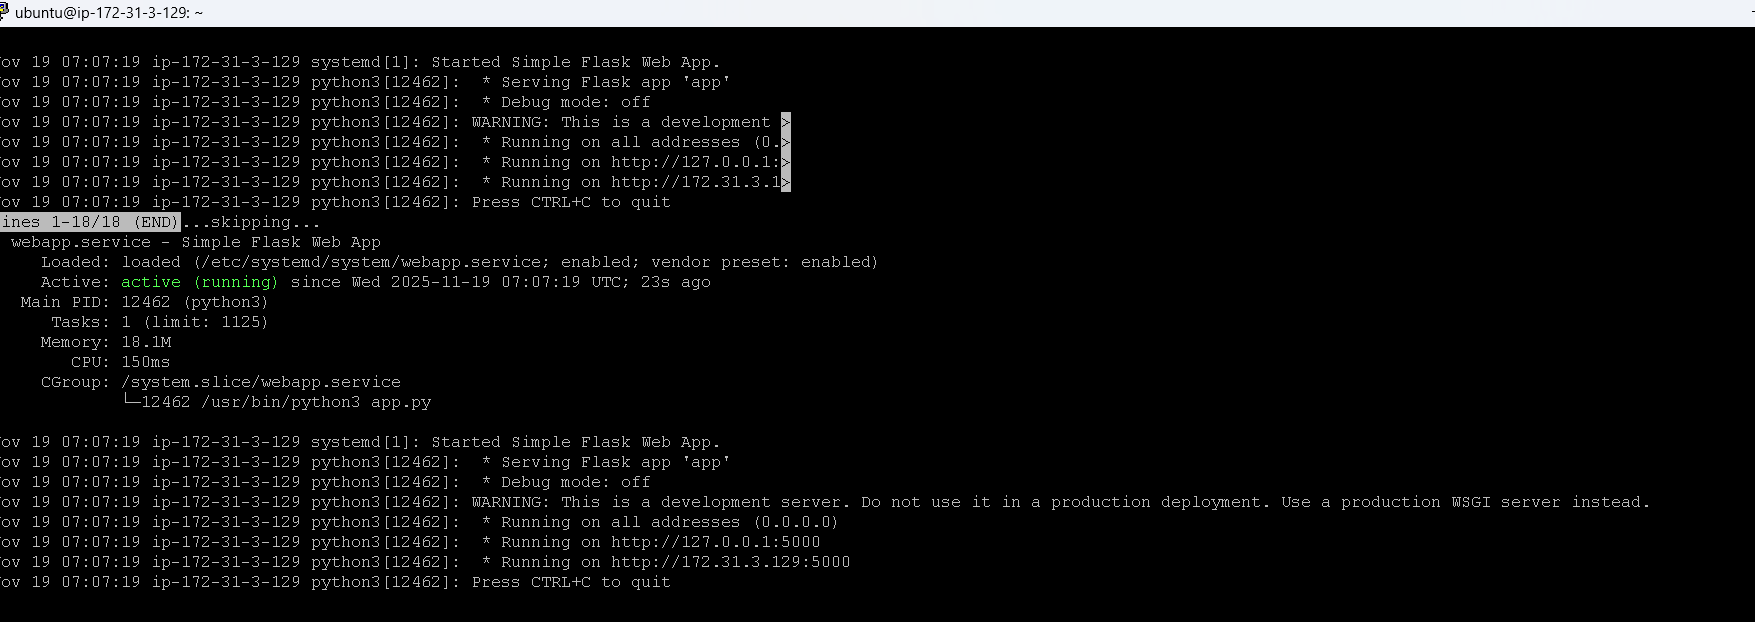 ubuntu@ip-172-31-3-129: ~
ov 19 07:07:19 ip-172-31-3-129 systemd[1]: Started Simple Flask Web App.
ov 19 07:07:19 ip-172-31-3-129 python3[12462]:  * Serving Flask app 'app'
ov 19 07:07:19 ip-172-31-3-129 python3[12462]:  * Debug mode: off
ov 19 07:07:19 ip-172-31-3-129 python3[12462]: WARNING: This is a development >
ov 19 07:07:19 ip-172-31-3-129 python3[12462]:  * Running on all addresses (0.>
ov 19 07:07:19 ip-172-31-3-129 python3[12462]:  * Running on http://127.0.0.1:>
ov 19 07:07:19 ip-172-31-3-129 python3[12462]:  * Running on http://172.31.3.1>
ov 19 07:07:19 ip-172-31-3-129 python3[12462]: Press CTRL+C to quit
ines 1-18/18 (END)...skipping...
webapp.service - Simple Flask Web App
Loaded: loaded (/etc/systemd/system/webapp.service; enabled; vendor preset: enabled)
Active: active (running) since Wed 2025-11-19 07:07:19 UTC; 23s ago
Main PID: 12462 (python3)
Tasks: 1 (limit: 1125)
Memory: 18.1M
CPU: 150ms
CGroup: /system.slice/webapp.service
└─12462 /usr/bin/python3 app.py
ov 19 07:07:19 ip-172-31-3-129 systemd[1]: Started Simple Flask Web App.
ov 19 07:07:19 ip-172-31-3-129 python3[12462]:  * Serving Flask app 'app'
ov 19 07:07:19 ip-172-31-3-129 python3[12462]:  * Debug mode: off
ov 19 07:07:19 ip-172-31-3-129 python3[12462]: WARNING: This is a development server. Do not use it in a production deployment. Use a production WSGI server instead.
ov 19 07:07:19 ip-172-31-3-129 python3[12462]:  * Running on all addresses (0.0.0.0)
ov 19 07:07:19 ip-172-31-3-129 python3[12462]:  * Running on http://127.0.0.1:5000
ov 19 07:07:19 ip-172-31-3-129 python3[12462]:  * Running on http://172.31.3.129:5000
ov 19 07:07:19 ip-172-31-3-129 python3[12462]: Press CTRL+C to quit